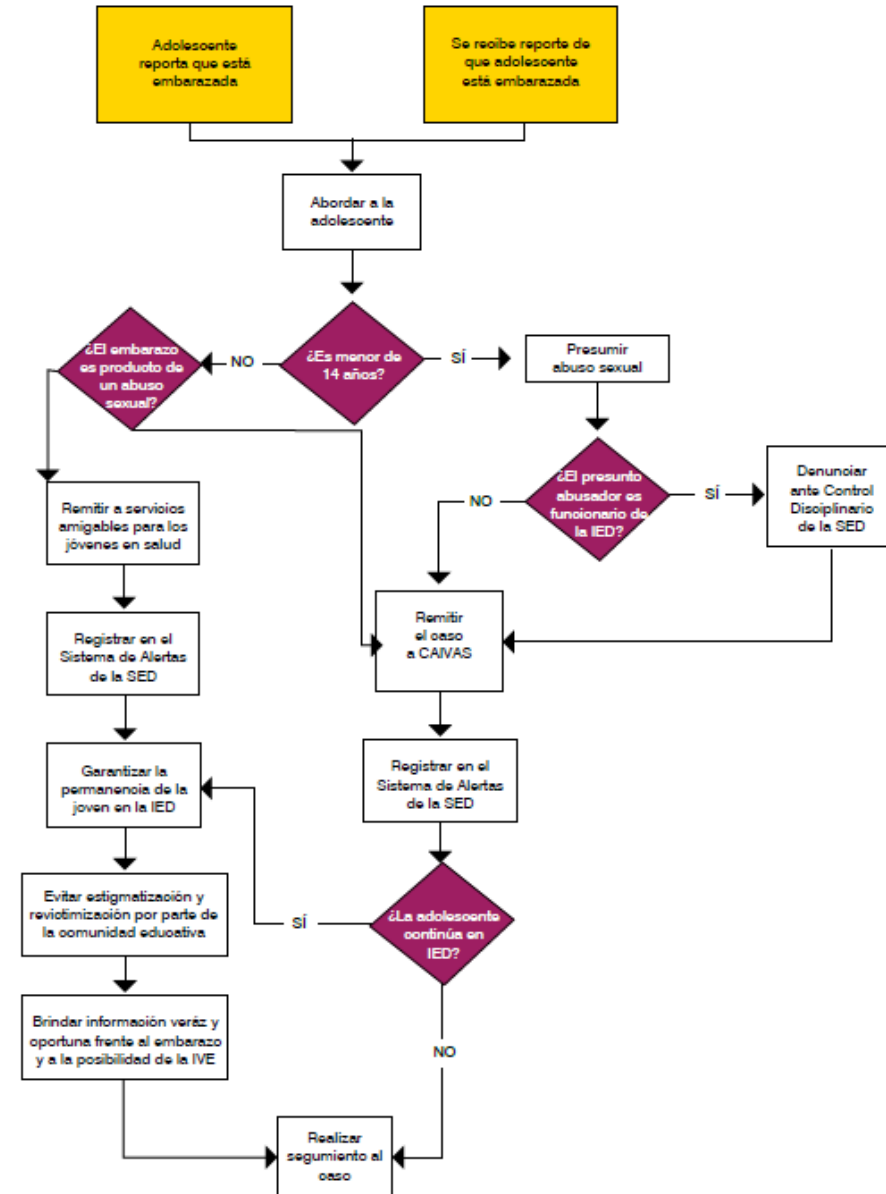 Adolescente
reporta que está
embarazada
Se recibe reporte de
que adolescente
está embarazada
Abordar a la
adolescente
¿El embarazo
es producto de
un abuso
sexual?
NO
¿Es menor de
14 años?
SÍ
Presumir
abuso sexual
Remitir a servicios
amigables para los
jóvenes en salud
NO
¿El presunto
abusador es
funcionario de
la IED?
SÍ
Denunciar
ante Control
Disciplinario
de la SED
Registrar en el
Sistema de Alertas
de la SED
Remitir
el caso
a CAIVAS
Garantizar la
permanencia de la
joven en la IED
Registrar en el
Sistema de Alertas
de la SED
Evitar estigmatización y
revictimización por parte de
la comunidad educativa
SÍ
¿La adolescente
continúa en
IED?
Brindar información veráz y
oportuna frente al embarazo
y a la posibilidad de la IVE
NO
Realizar
segumiento al
caso